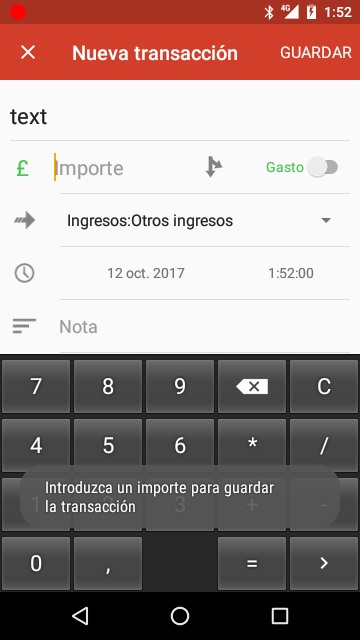 4G 1:52
Nueva transacción GUARDAR
text
£ Importe Gasto
Ingresos:Otros ingresos
12 oct. 2017 1:52:00
Nota
7 8 9 C
4 5 6 * /
Introduzca un importe para guardar
la transacción
1 2 3 + -
0 , = >